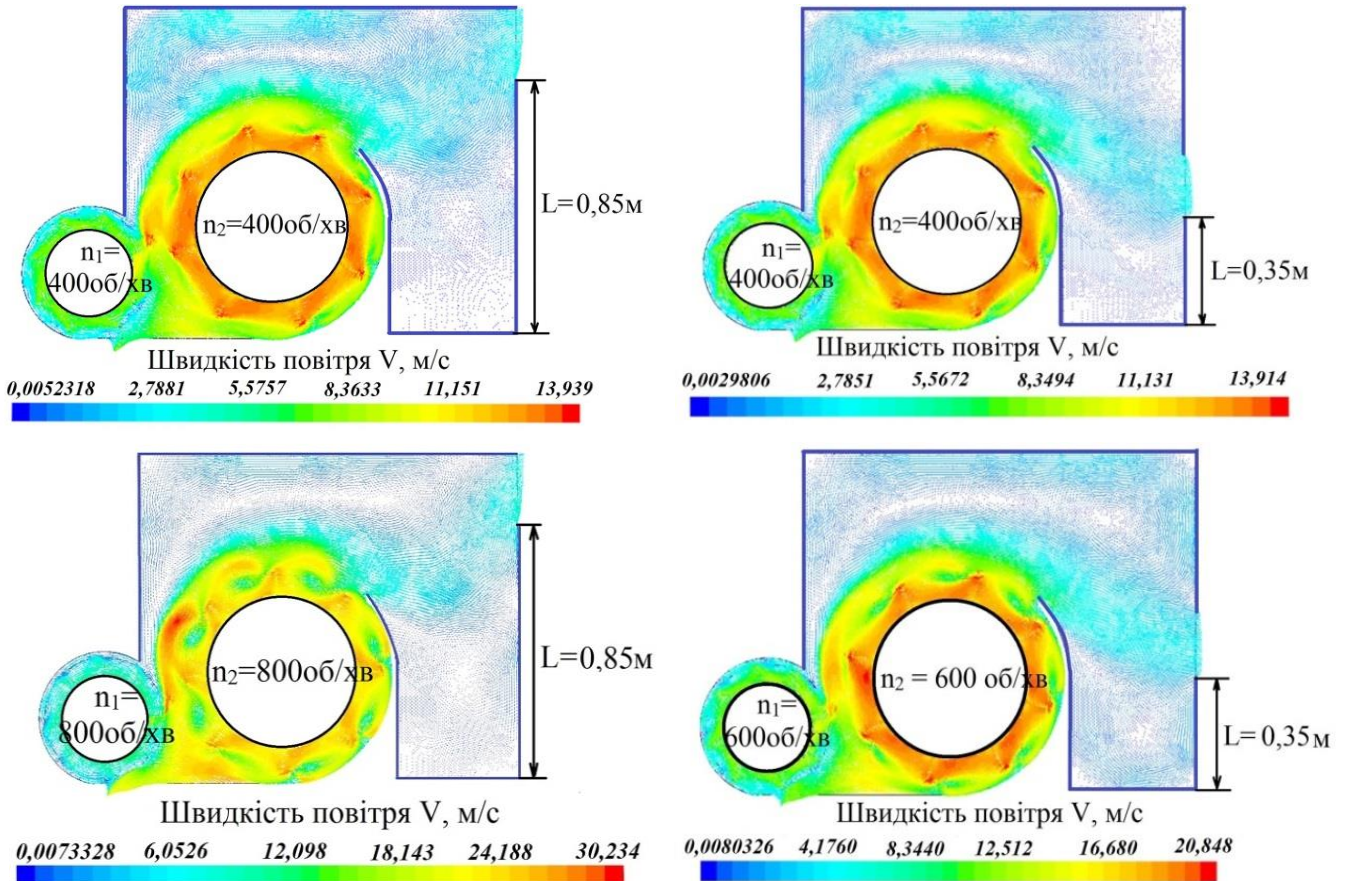 L=0,85м
n₂=400об/хв
n₁=
400об/хв
Швидкість повітря V, м/с
0,0052318 2,7881 5,5757 8,3633 11,151 13,939
L=0,35м
n₂=400об/хв
n₁=
400об/хв
Швидкість повітря V, м/с
0,0029806 2,7851 5,5672 8,3494 11,131 13,914
L=0,85м
n₂=800об/хв
n₁=
800об/хв
Швидкість повітря V, м/с
0,0073328 6,0526 12,098 18,143 24,188 30,234
n₂ = 600 об/хв
L= 0,35м
n₁=
600об/хв
Швидкість повітря V, м/с
0,0080326 4,1760 8,3440 12,512 16,680 20,848